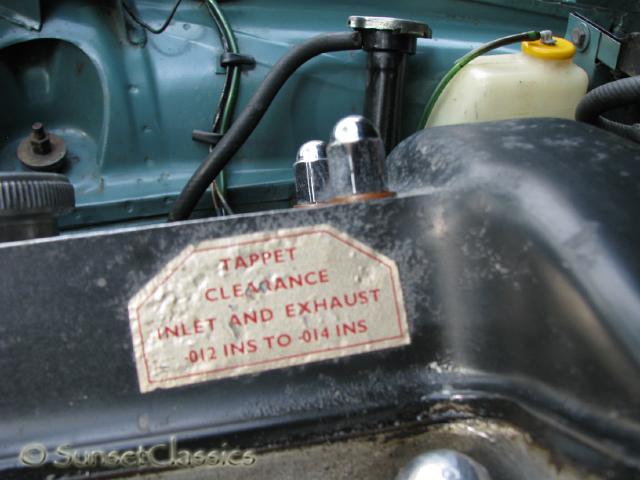 TAPPET
CLEARANCE
INLET AND EXHAUST
·012 INS TO ·014 INS
© SunsetClassics